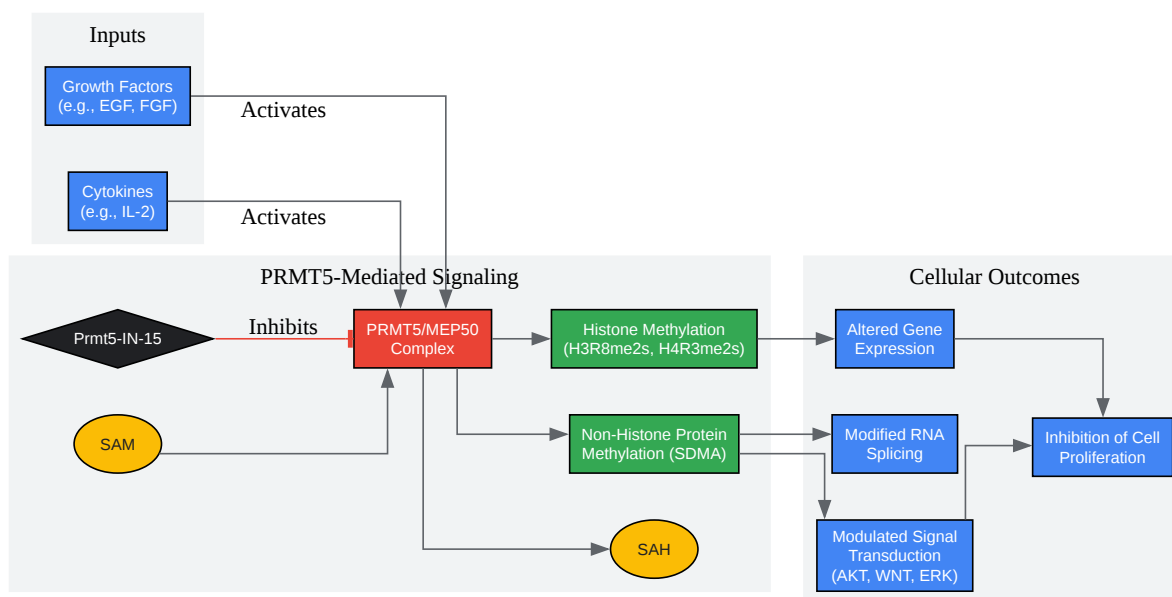 Inputs
Growth Factors
(e.g., EGF, FGF)
Activates
Cytokines
(e.g., IL-2)
Activates
PRMT5-Mediated Signaling
Cellular Outcomes
Prmt5-IN-15
Inhibits
PRMT5/MEP50
Complex
Histone Methylation
(H3R8me2s, H4R3me2s)
Altered Gene
Expression
SAM
Non-Histone Protein
Methylation (SDMA)
Modified RNA
Splicing
Inhibition of Cell
Proliferation
SAH
Modulated Signal
Transduction
(AKT, WNT, ERK)